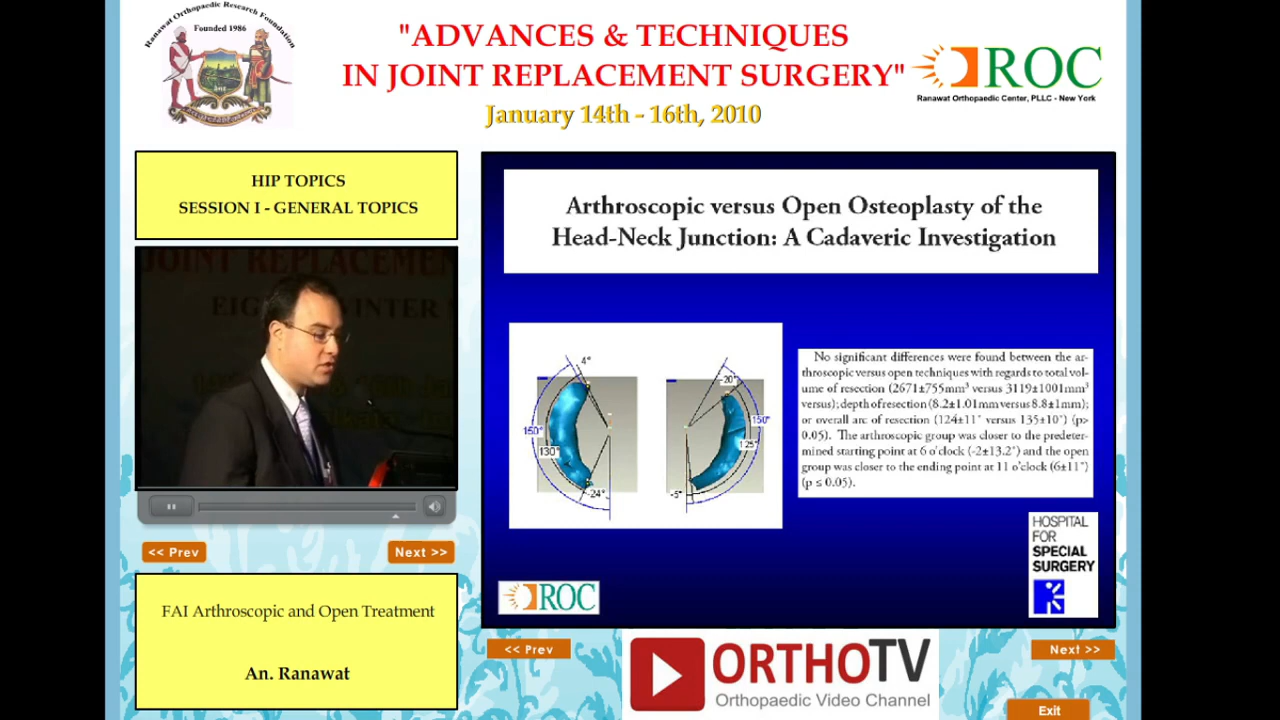 Ranawat Orthopaedic Research Foundation
Founded 1986
"ADVANCES & TECHNIQUES
IN JOINT REPLACEMENT SURGERY"
January 14th - 16th, 2010
ROC
Ranawat Orthopaedic Center, PLLC - New York
HIP TOPICS
SESSION I - GENERAL TOPICS
JOINT REPLACEMEN
<< Prev
Next >>
FAI Arthroscopic and Open Treatment
An. Ranawat
Arthroscopic versus Open Osteoplasty of the
Head-Neck Junction: A Cadaveric Investigation
4°
150°
130°
-24°
20°
150°
125°
-5°
No significant differences were found between the ar-
throscopic versus open techniques with regards to total vol-
ume of resection (2671±755mm³ versus 3119±1001mm³
versus); depth of resection (8.2±1.01mm versus 8.8±1mm);
or overall arc of resection (124±11° versus 135±10°) (p>
0.05). The arthroscopic group was closer to the predeter-
mined starting point at 6 o'clock (-2±13.2°) and the open
group was closer to the ending point at 11 o'clock (6±11°)
(p ≤ 0.05).
HOSPITAL
FOR
SPECIAL
SURGERY
ROC
<< Prev
ORTHOTV
Orthopaedic Video Channel
Next >>
Exit